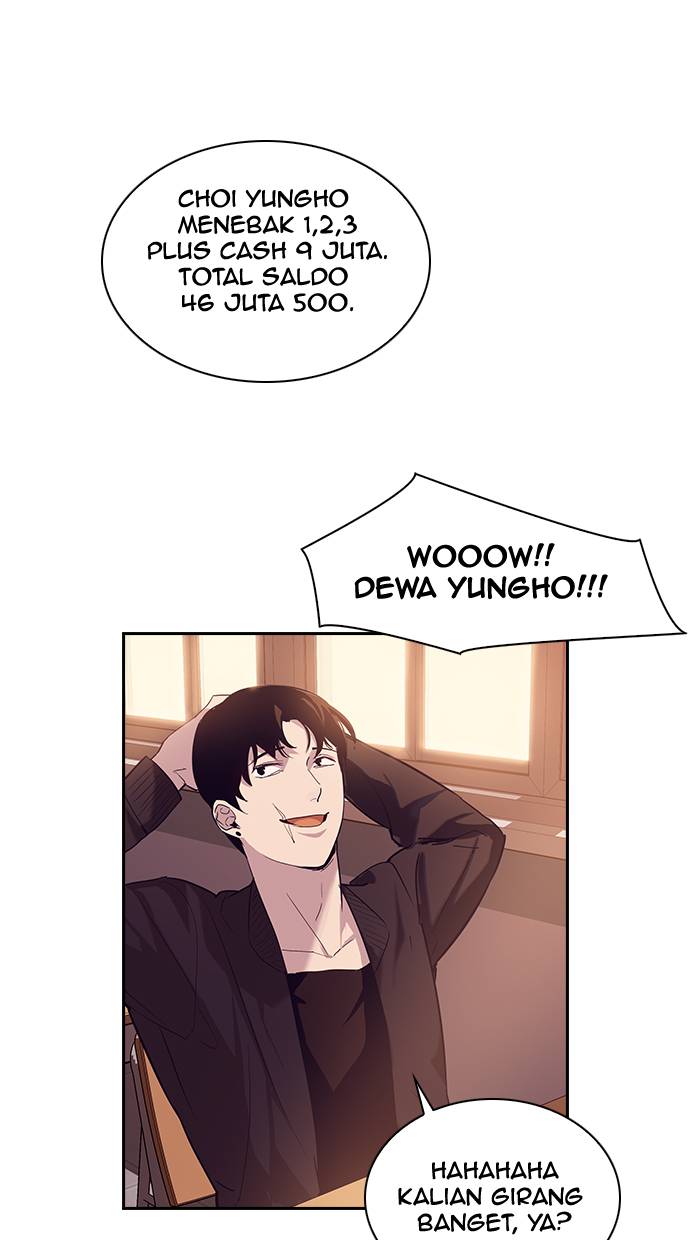 CHOI YUNGHO
MENEBAK 1,2,3
PLUS CASH 9 JUTA.
TOTAL SALDO
46 JUTA 500.
WOOOW!!
DEWA YUNGHO!!!
HAHAHAHA
KALIAN GIRANG
BANGET, YA?